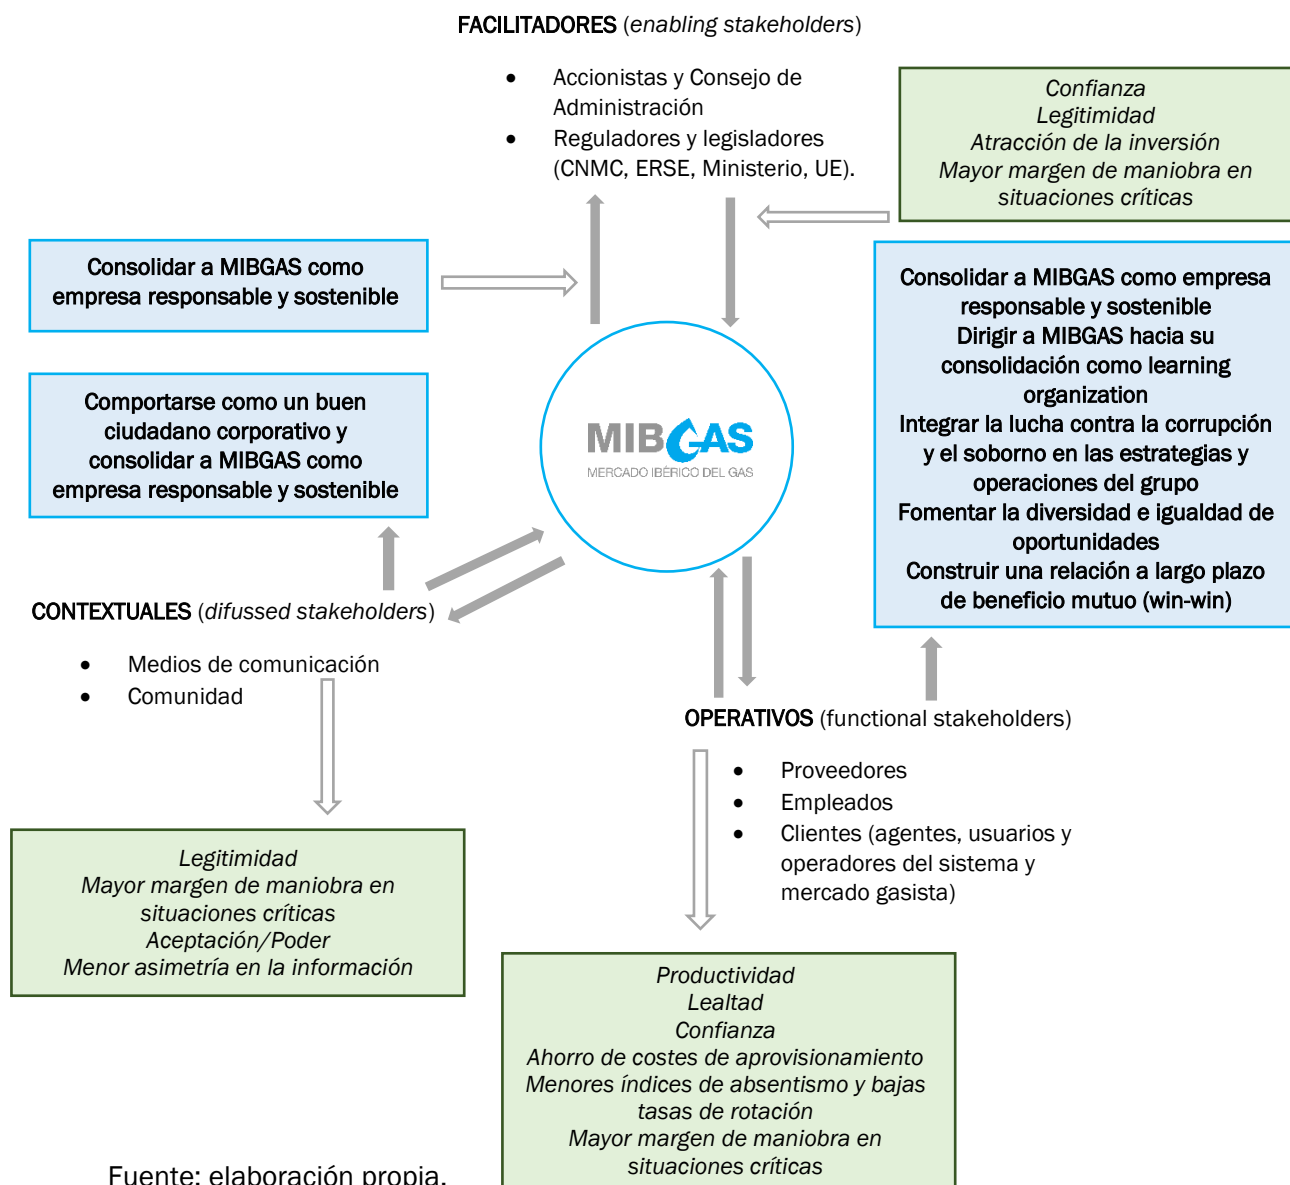 FACILITADORES (enabling stakeholders)
• Accionistas y Consejo de
Administración
• Reguladores y legisladores
(CNMC, ERSE, Ministerio, UE).
Confianza
Legitimidad
Atracción de la inversión
Mayor margen de maniobra en
situaciones críticas
Consolidar a MIBGAS como
empresa responsable y sostenible
Comportarse como un buen
ciudadano corporativo y
consolidar a MIBGAS como
empresa responsable y sostenible
MIBGAS
MERCADO IBÉRICO DEL GAS
Consolidar a MIBGAS como empresa
responsable y sostenible
Dirigir a MIBGAS hacia su
consolidación como learning
organization
Integrar la lucha contra la corrupción
y el soborno en las estrategias y
operaciones del grupo
Fomentar la diversidad e igualdad de
oportunidades
Construir una relación a largo plazo
de beneficio mutuo (win-win)
CONTEXTUALES (difussed stakeholders)
• Medios de comunicación
• Comunidad
OPERATIVOS (functional stakeholders)
• Proveedores
• Empleados
• Clientes (agentes, usuarios y
operadores del sistema y
mercado gasista)
Legitimidad
Mayor margen de maniobra en
situaciones críticas
Aceptación/Poder
Menor asimetría en la información
Productividad
Lealtad
Confianza
Ahorro de costes de aprovisionamiento
Menores índices de absentismo y bajas
tasas de rotación
Mayor margen de maniobra en
situaciones críticas
Fuente: elaboración propia.